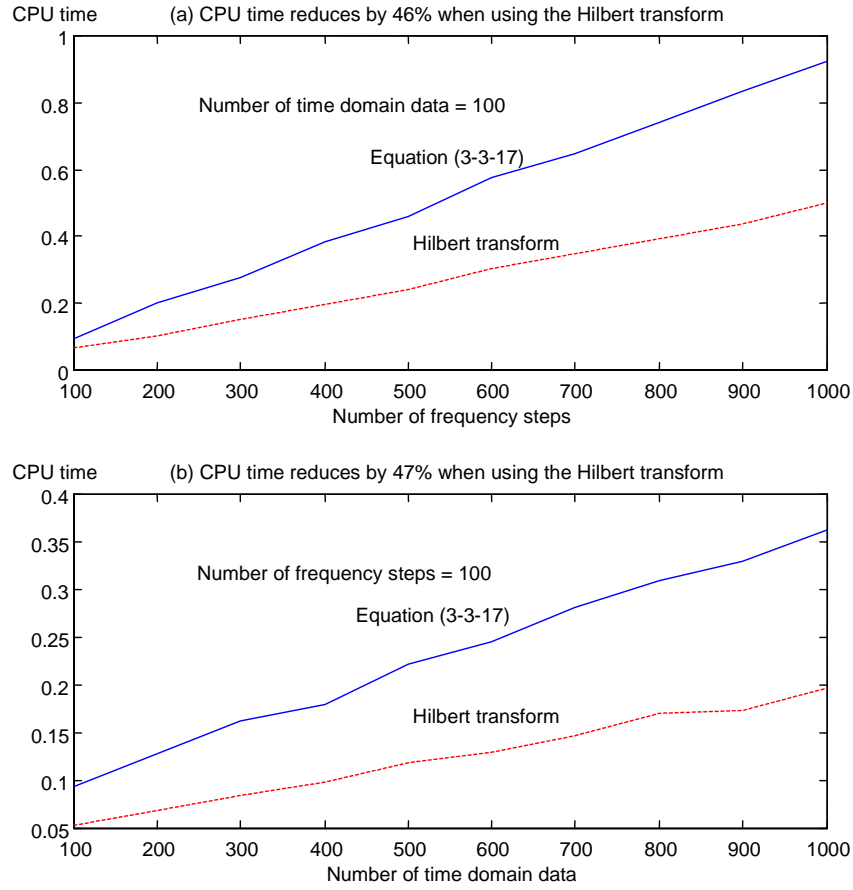 CPU time (a) CPU time reduces by 46% when using the Hilbert transform
1
0.8
Number of time domain data = 100
Equation (3-3-17)
0.6
0.4
Hilbert transform
0.2
0
100 200 300 400 500 600 700 800 900 1000
Number of frequency steps
CPU time (b) CPU time reduces by 47% when using the Hilbert transform
0.4
0.35
Number of frequency steps = 100
0.3
Equation (3-3-17)
0.25
0.2
Hilbert transform
0.15
0.1
0.05
100 200 300 400 500 600 700 800 900 1000
Number of time domain data